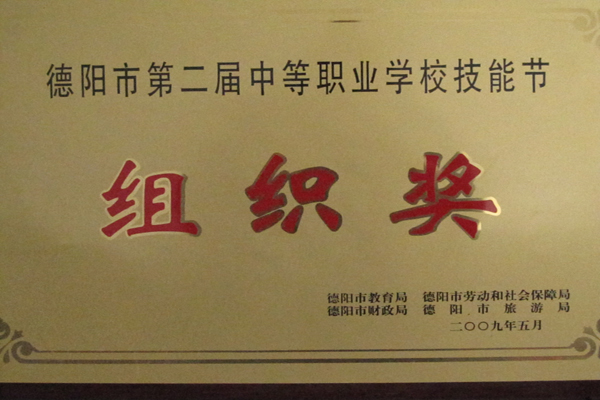 德阳市第二届中等职业学校技能节
组织奖
德阳市教育局 德阳市劳动和社会保障局
德阳市财政局 德阳市旅游局
二〇〇九年五月